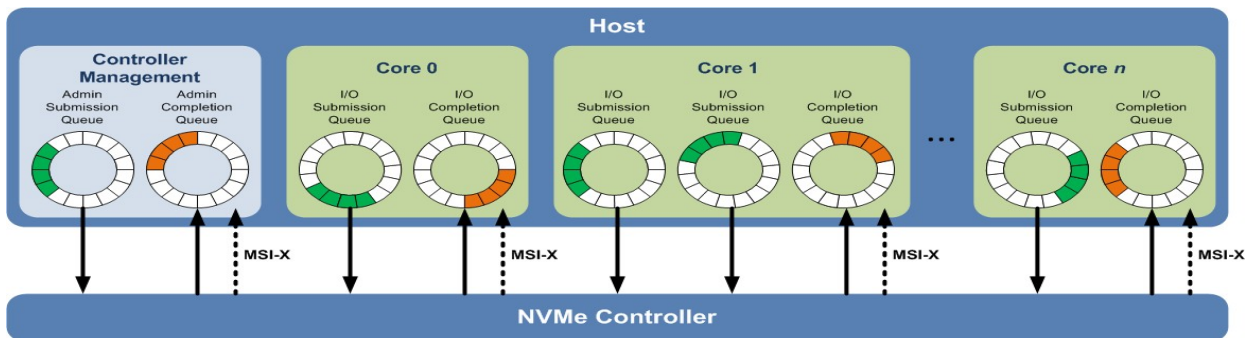 Host
Controller
Management
Admin
Submission
Queue
Admin
Completion
Queue
Core 0
I/O
Submission
Queue
I/O
Completion
Queue
Core 1
I/O
Submission
Queue
I/O
Submission
Queue
I/O
Completion
Queue
...
Core n
I/O
Submission
Queue
I/O
Completion
Queue
MSI-X
MSI-X
MSI-X
MSI-X
NVMe Controller